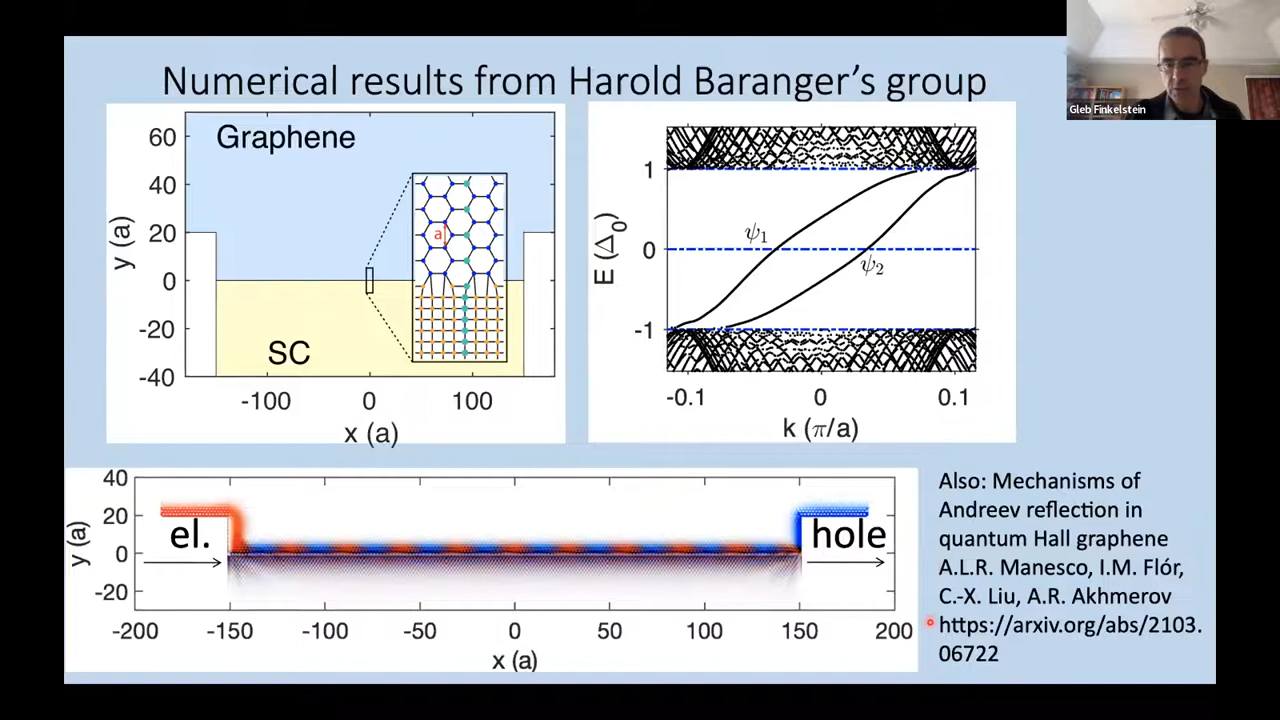 Numerical results from Harold Baranger's group
Gleb Finkelstein
Graphene
SC
a
60
40
20
0
-20
-40
y (a)
-100
0
100
x (a)
1
0
-1
E (Δ₀)
ψ₁
ψ₂
-0.1
0
0.1
k (π/a)
40
20
0
-20
y (a)
el.
hole
-200
-150
-100
-50
0
50
100
150
200
x (a)
Also: Mechanisms of
Andreev reflection in
quantum Hall graphene
A.L.R. Manesco, I.M. Flór,
C.-X. Liu, A.R. Akhmerov
https://arxiv.org/abs/2103.
06722